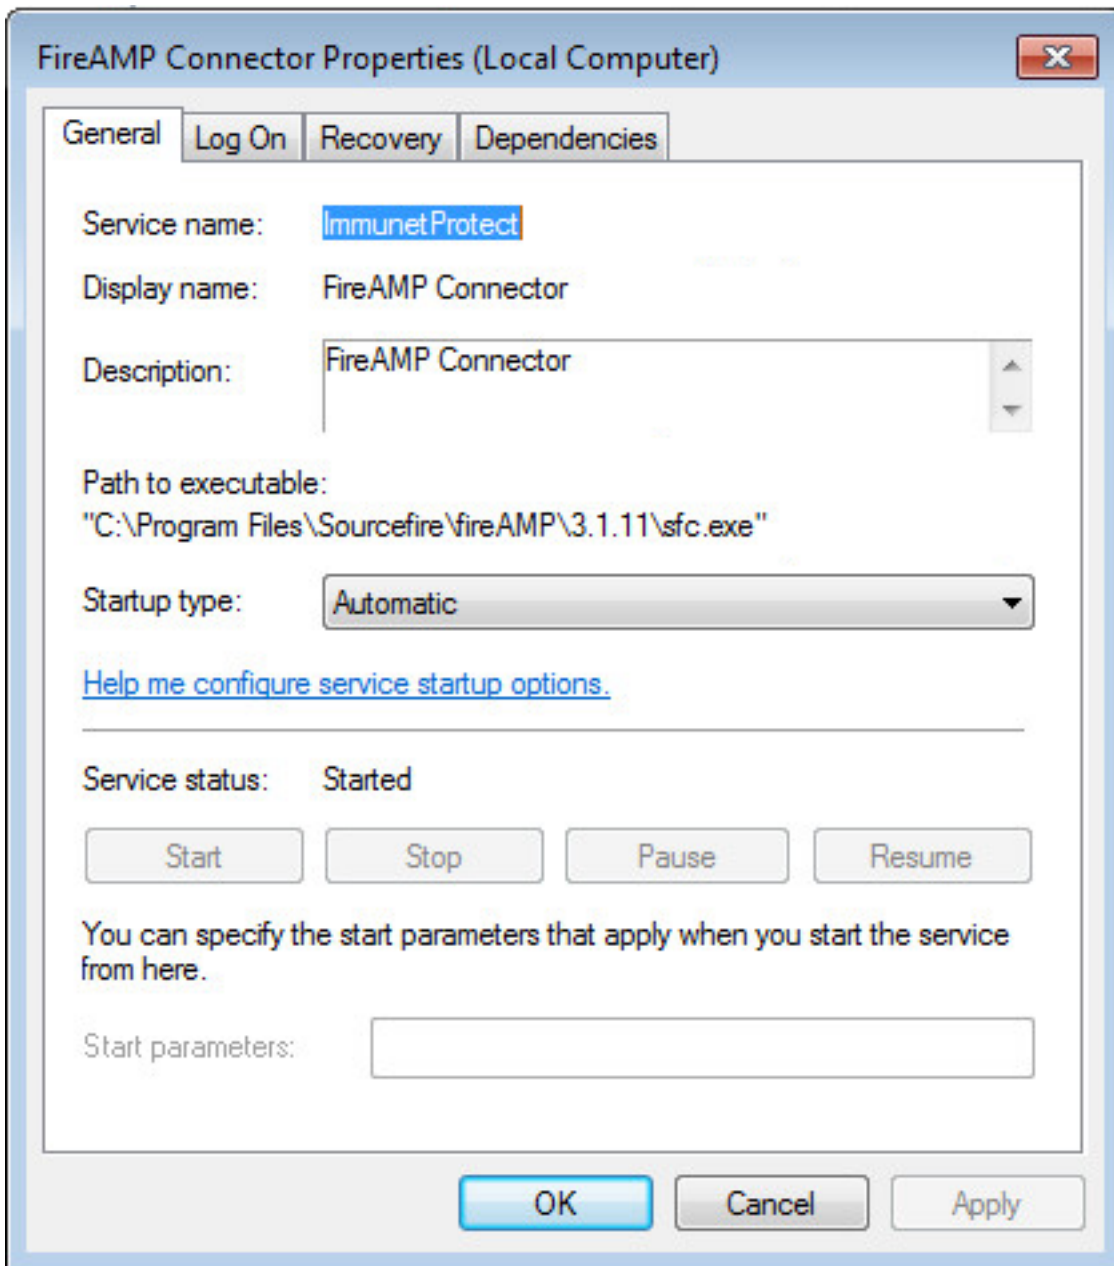 FireAMP Connector Properties (Local Computer)
General Log On Recovery Dependencies
Service name: ImmunetProtect
Display name: FireAMP Connector
Description: FireAMP Connector
Path to executable:
"C:\Program Files\Sourcefire\fireAMP\3.1.11\sfc.exe"
Startup type: Automatic
Help me configure service startup options.
Service status: Started
Start Stop Pause Resume
You can specify the start parameters that apply when you start the service
from here.
Start parameters:
OK Cancel Apply